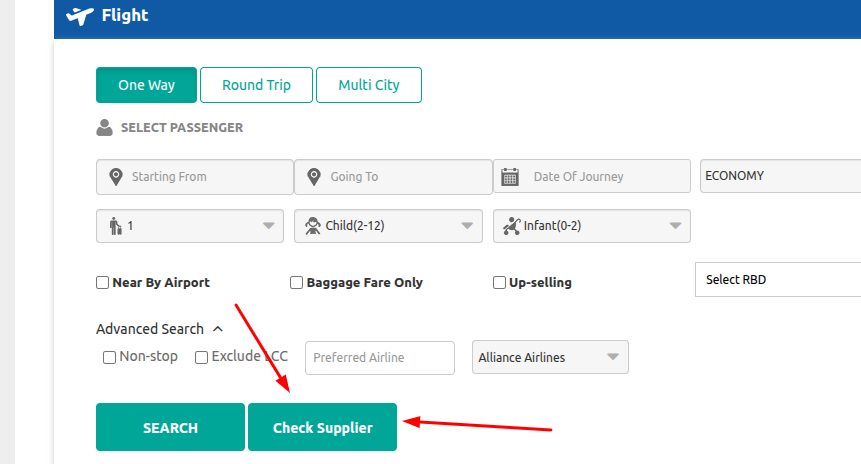 Flight
One Way Round Trip Multi City
SELECT PASSENGER
Starting From Going To Date Of Journey ECONOMY
1 Child(2-12) Infant(0-2)
Near By Airport Baggage Fare Only Up-selling Select RBD
Advanced Search
Non-stop Exclude LCC Preferred Airline Alliance Airlines
SEARCH Check Supplier